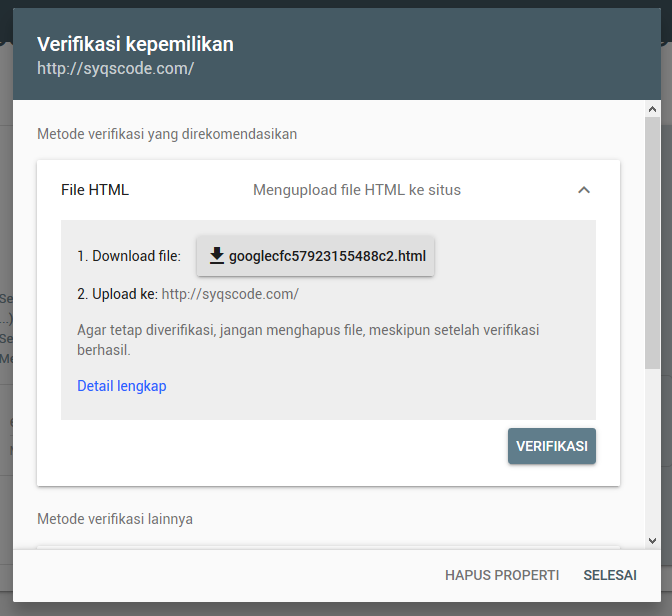 Verifikasi kepemilikan
http://syqscode.com/
Metode verifikasi yang direkomendasikan
File HTML Mengupload file HTML ke situs
1. Download file: googlecfc57923155488c2.html
2. Upload ke: http://syqscode.com/
Agar tetap diverifikasi, jangan menghapus file, meskipun setelah verifikasi
berhasil.
Detail lengkap
VERIFIKASI
Metode verifikasi lainnya
HAPUS PROPERTI SELESAI